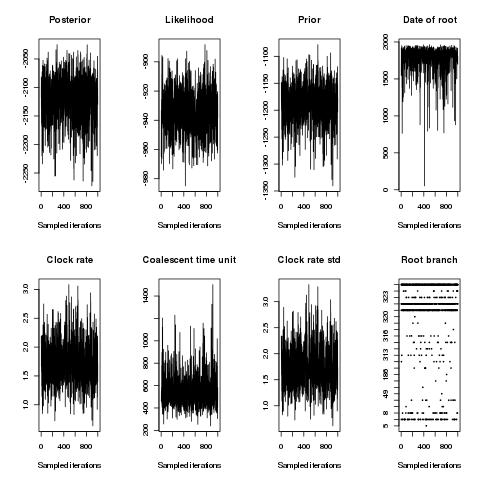 Posterior
Likelihood
Prior
Date of root
-2050
-2100
-2150
-2200
-2250
-900
-920
-940
-960
-980
-1100
-1150
-1200
-1250
-1300
-1350
2000
1500
1000
500
0
0 400 800
0 400 800
0 400 800
0 400 800
Sampled iterations
Sampled iterations
Sampled iterations
Sampled iterations
Clock rate
Coalescent time unit
Clock rate std
Root branch
3.0
2.5
2.0
1.5
1.0
1400
1000
800
600
400
200
3.0
2.5
2.0
1.5
1.0
323
320
316
313
186
49
8
5
0 400 800
0 400 800
0 400 800
0 400 800
Sampled iterations
Sampled iterations
Sampled iterations
Sampled iterations